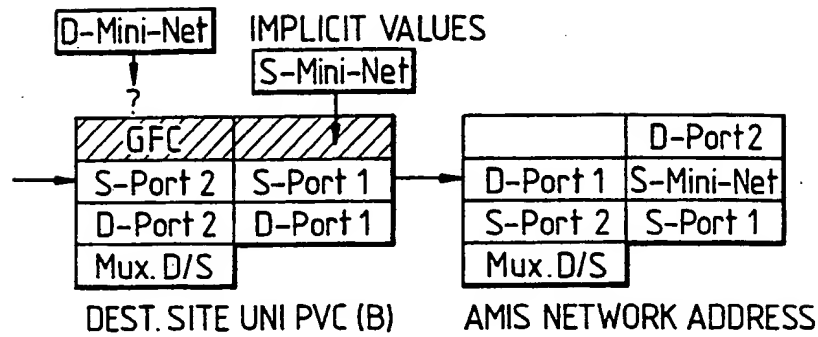 D-Mini-Net IMPLICIT VALUES
S-Mini-Net
?
GFC D-Port 2
S-Port 2 S-Port 1 D-Port 1 S-Mini-Net
D-Port 2 D-Port 1 S-Port 2 S-Port 1
Mux. D/S Mux. D/S
DEST. SITE UNI PVC (B) AMIS NETWORK ADDRESS